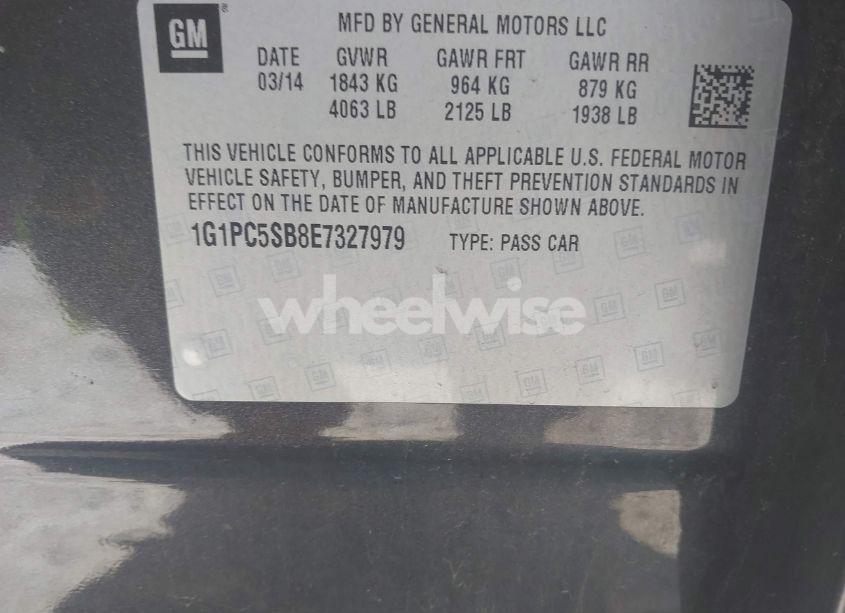 GM
®
MFD BY GENERAL MOTORS LLC
DATE GVWR GAWR FRT GAWR RR
03/14 1843 KG 964 KG 879 KG
4063 LB 2125 LB 1938 LB
THIS VEHICLE CONFORMS TO ALL APPLICABLE U.S. FEDERAL MOTOR
VEHICLE SAFETY, BUMPER, AND THEFT PREVENTION STANDARDS IN
EFFECT ON THE DATE OF MANUFACTURE SHOWN ABOVE.
1G1PC5SB8E7327979 TYPE: PASS CAR
wheelwise